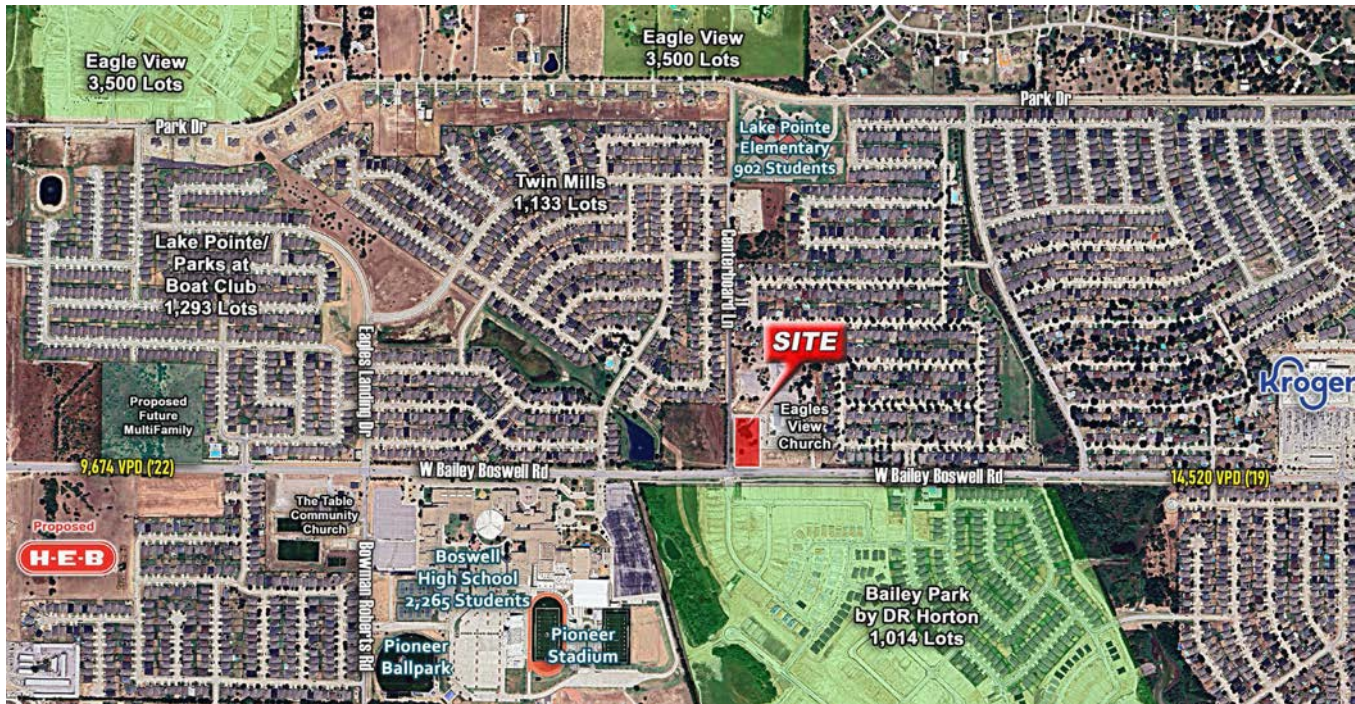 Eagle View
3,500 Lots
Eagle View
3,500 Lots
Park Dr
Park Dr
Lake Pointe
Elementary
902 Students
Twin Mills
1,133 Lots
Lake Pointe/
Parks at
Boat Club
1,293 Lots
Centerboard Ln
Eagles Landing Dr
SITE
Kroger
Proposed
Future
MultiFamily
Eagles
View
Church
9,674 VPD ('22)
W Bailey Boswell Rd
W Bailey Boswell Rd
14,520 VPD ('19)
The Table
Community
Church
Proposed
H-E-B
Bowman Roberts Rd
Boswell
High School
2,265 Students
Bailey Park
by DR Horton
1,014 Lots
Pioneer
Ballpark
Pioneer
Stadium